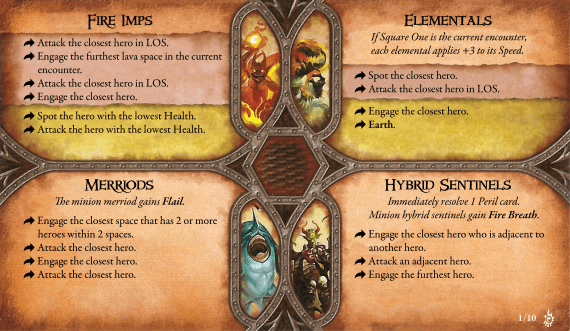 FIRE IMPS
Attack the closest hero in LOS.
Engage the furthest lava space in the current
encounter.
Attack the closest hero in LOS.
Engage the closest hero.
Spot the hero with the lowest Health.
Attack the hero with the lowest Health.
ELEMENTALS
If Square One is the current encounter,
each elemental applies +3 to its Speed.
Spot the closest hero.
Attack the closest hero in LOS.
Engage the closest hero.
Earth.
MERRIODS
The minion merriod gains Flail.
Engage the closest space that has 2 or more
heroes within 2 spaces.
Attack the closest hero.
Engage the closest hero.
Attack the closest hero.
HYBRID SENTINELS
Immediately resolve 1 Peril card.
Minion hybrid sentinels gain Fire Breath.
Engage the closest hero who is adjacent to
another hero.
Attack an adjacent hero.
Engage the furthest hero.
1/10